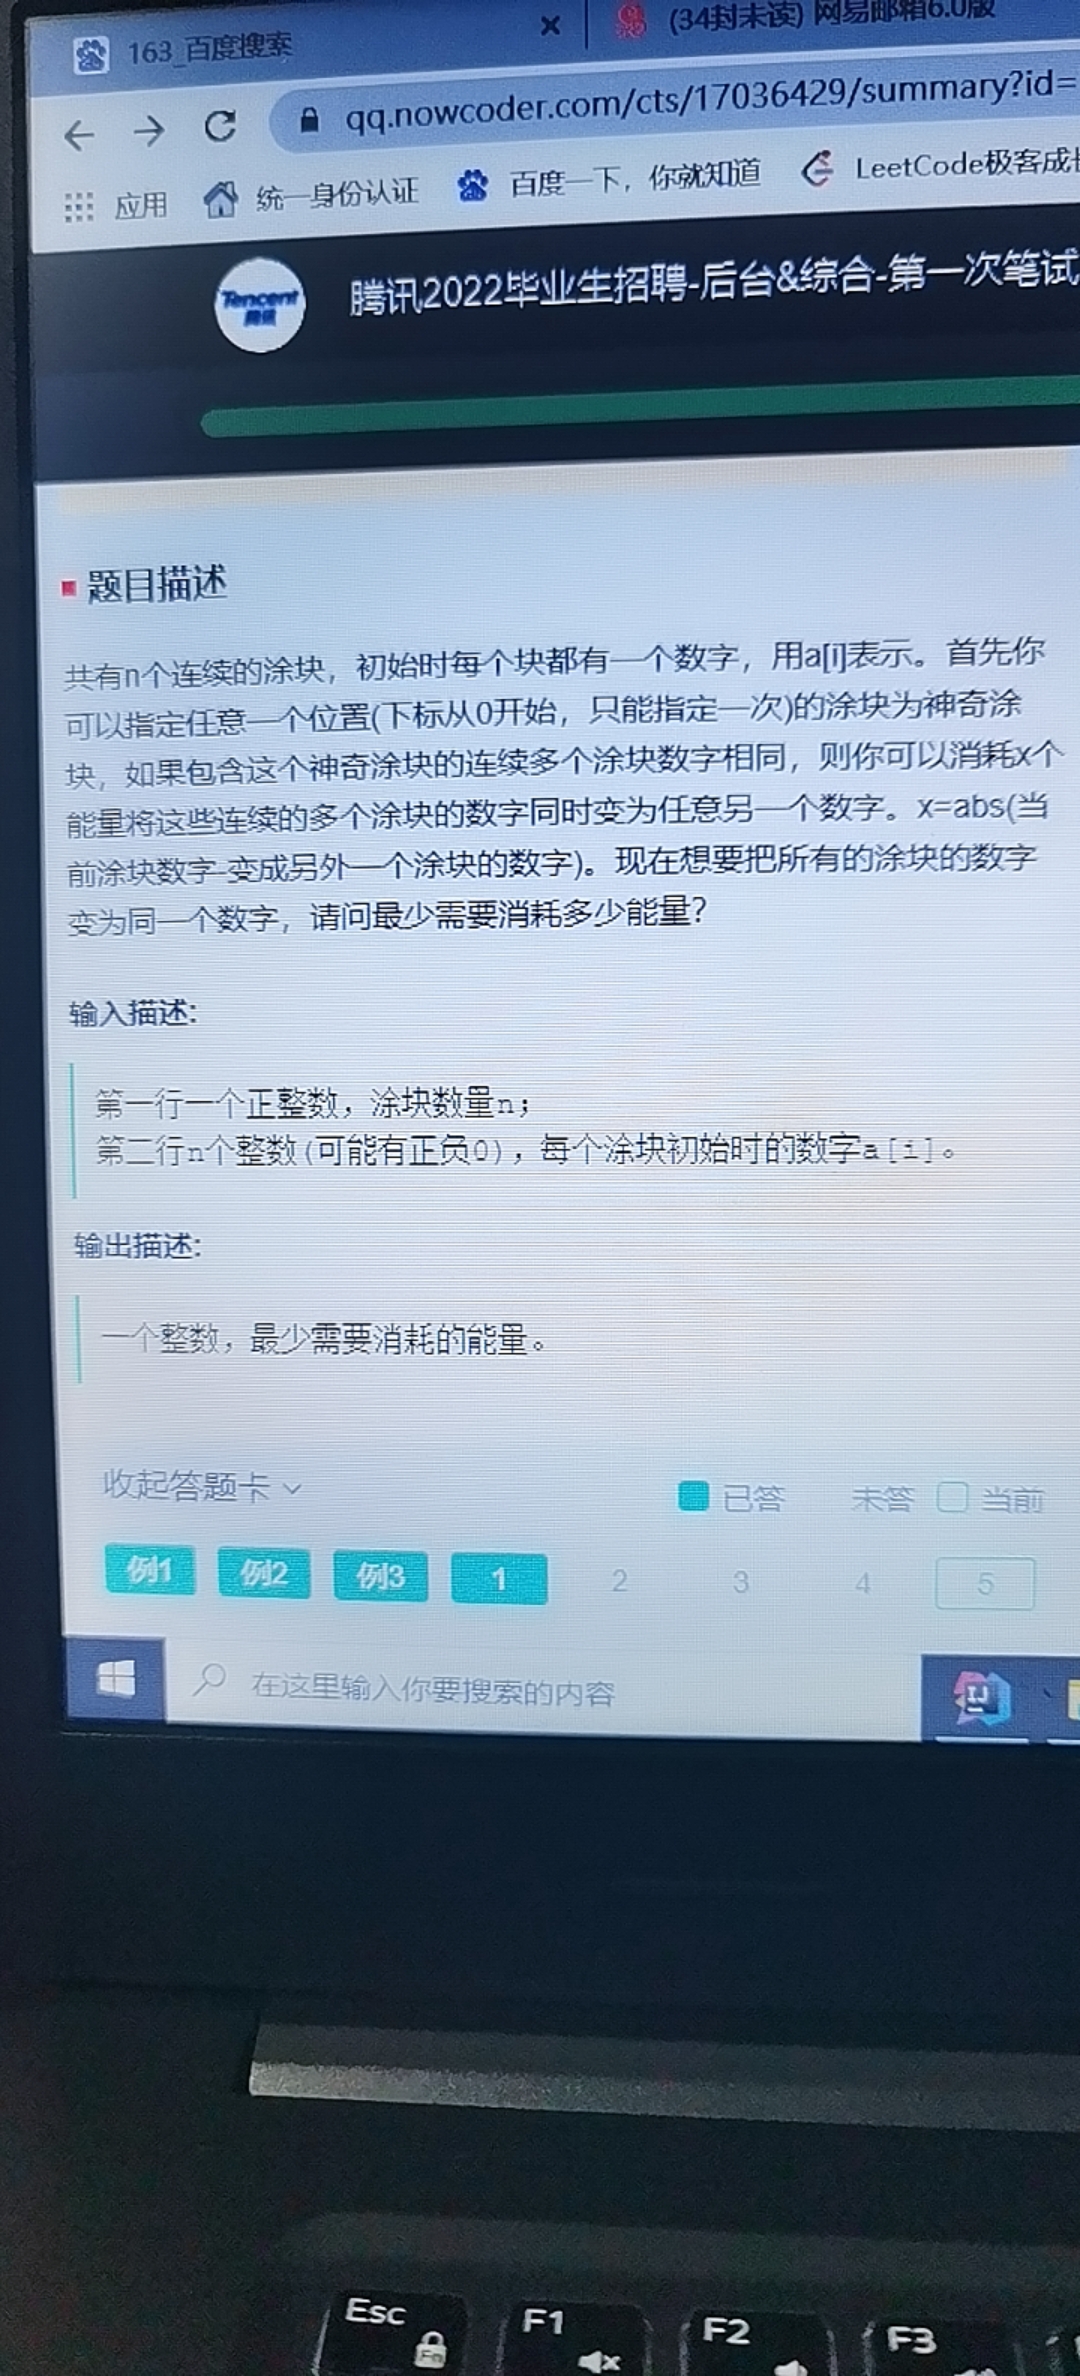 163_百度搜索
(34封未读) 网易邮箱6.0版
qq.nowcoder.com/cts/17036429/summary?id=
应用 统一身份认证 百度一下，你就知道 LeetCode极客成长
Tencent
腾讯2022毕业生招聘-后台&综合-第一次笔试
题目描述
共有n个连续的涂块，初始时每个块都有一个数字，用a[i]表示。首先你
可以指定任意一个位置(下标从0开始，只能指定一次)的涂块为神奇涂
块，如果包含这个神奇涂块的连续多个涂块数字相同，则你可以消耗x个
能量将这些连续的多个涂块的数字同时变为任意另一个数字。x=abs(当
前涂块数字-变成另外一个涂块的数字)。现在想要把所有的涂块的数字
变为同一个数字，请问最少需要消耗多少能量？
输入描述:
第一行一个正整数，涂块数量n；
第二行n个整数(可能有正负0)，每个涂块初始时的数字a[i]。
输出描述:
一个整数，最少需要消耗的能量。
收起答题卡 已答 未答 当前
例1 例2 例3 1 2 3 4 5
在这里输入你要搜索的内容
IJ
Esc F1 F2 F3
Fn